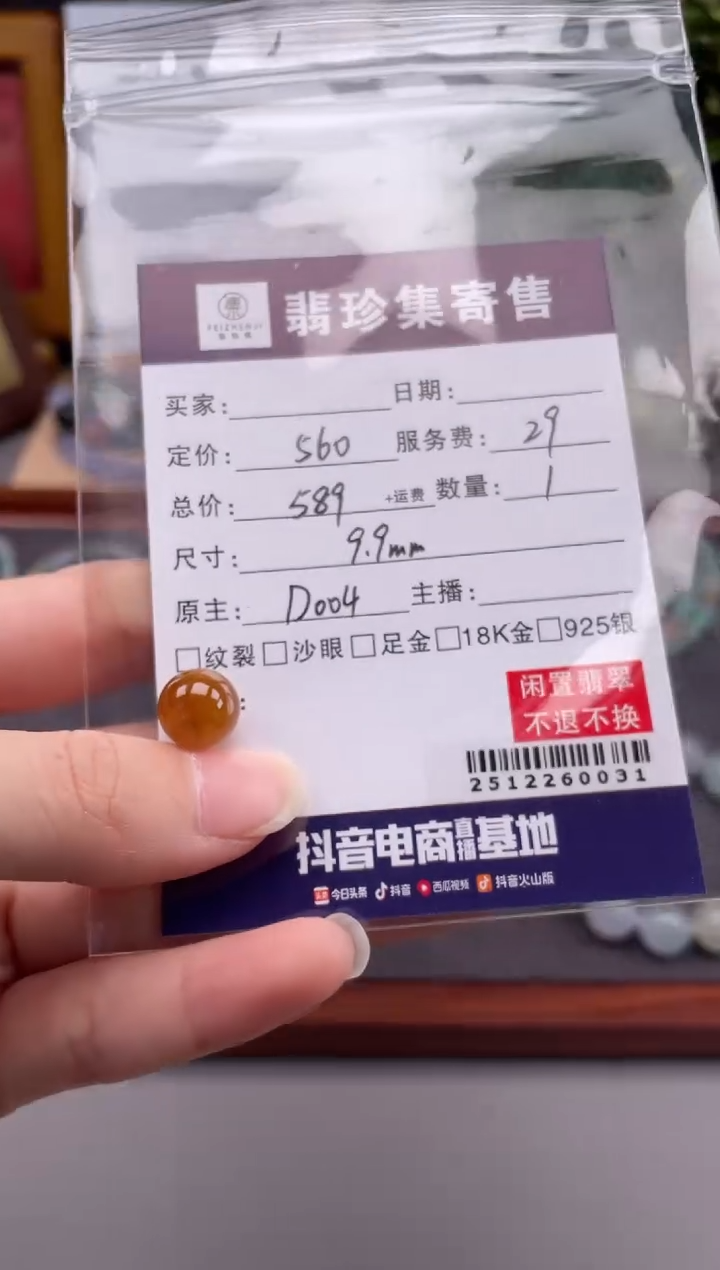 翡珍集寄售
FEIZHENJI
买家: 日期:
定价: 560 服务费: 29
总价: 589 +运费 数量: 1
尺寸: 9.9mm
原主: D004 主播:
□纹裂□沙眼□足金□18K金□925银
:
闲置翡翠
不退不换
2512260031
抖音电商直播基地
头条 今日头条 抖音 西瓜视频 抖音火山版